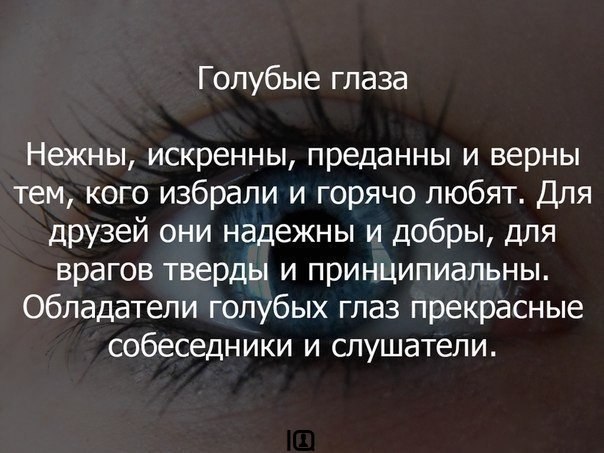 Голубые глаза
Нежны, искренны, преданны и верны
тем, кого избрали и горячо любят. Для
друзей они надежны и добры, для
врагов тверды и принципиальны.
Обладатели голубых глаз прекрасные
собеседники и слушатели.
IQ